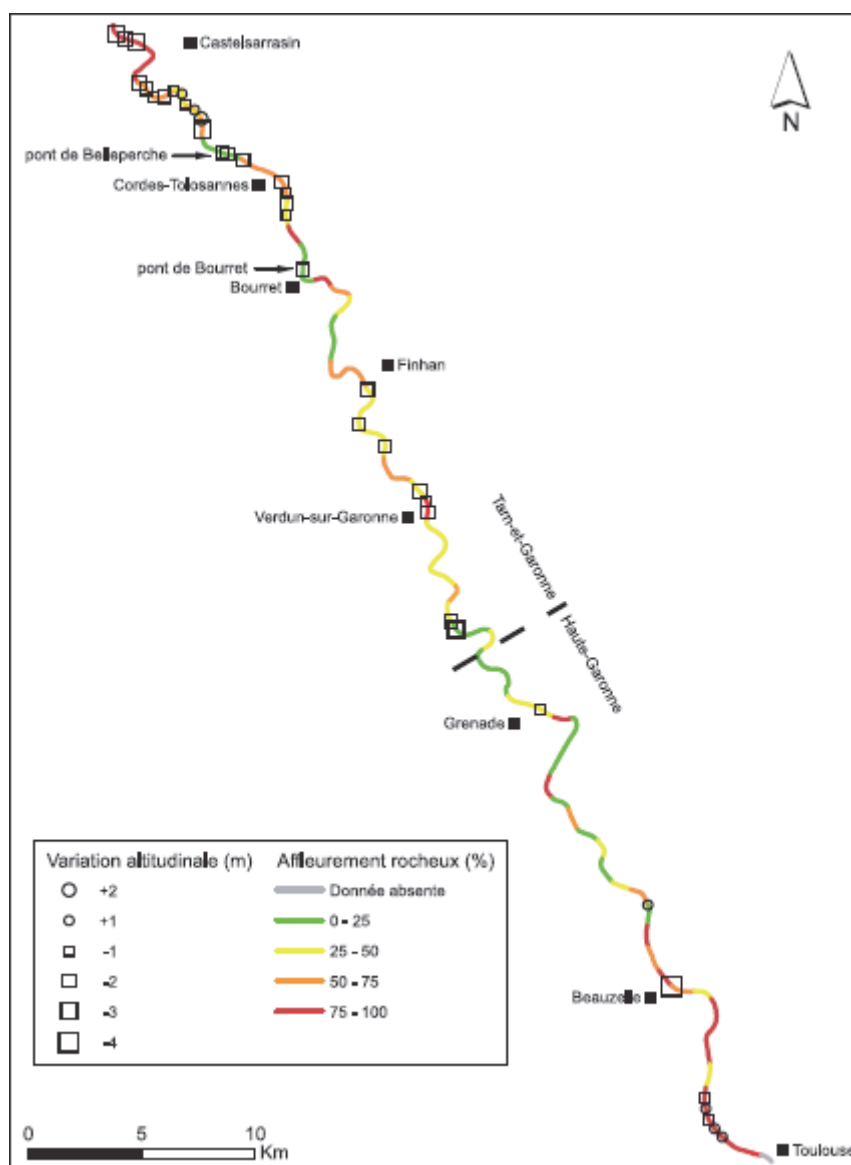 Castelsarrasin
N
pont de Belleperche
Cordes-Tolosannes
pont de Bourret
Bourret
Finhan
Verdun-sur-Garonne
Tarn-et-Garonne
Haute-Garonne
Grenade
Variation altitudinale (m)
+2
+1
-1
-2
-3
-4
Affleurement rocheux (%)
Donnée absente
0 - 25
25 - 50
50 - 75
75 - 100
Beauzelle
Toulouse
0 5 10
Km